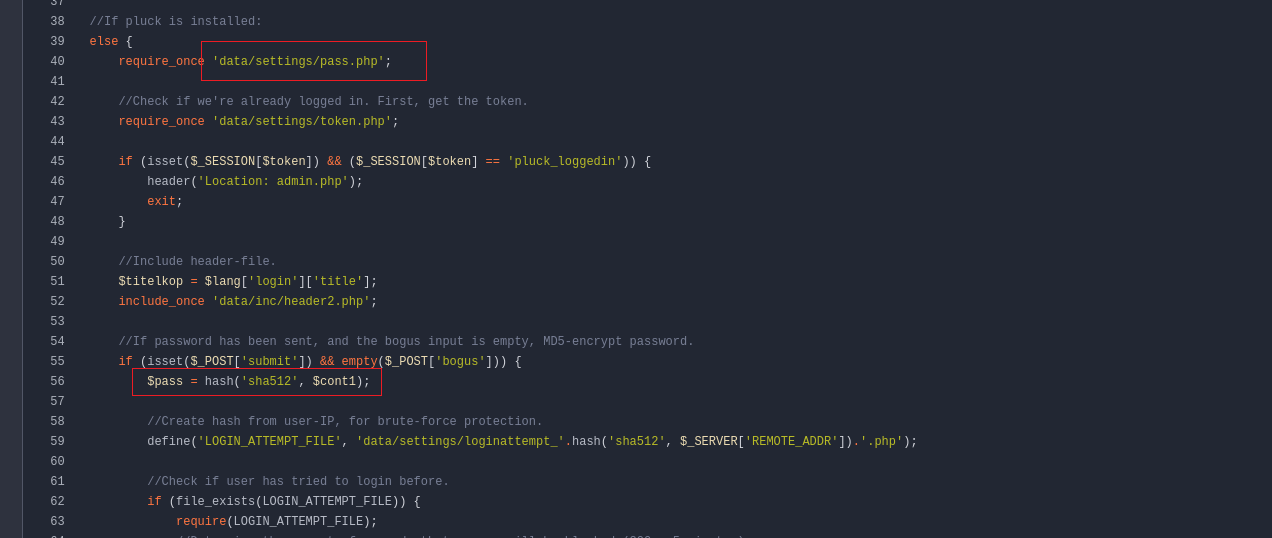 37
38 //If pluck is installed:
39 else {
40 require_once 'data/settings/pass.php';
41
42 //Check if we're already logged in. First, get the token.
43 require_once 'data/settings/token.php';
44
45 if (isset($_SESSION[$token]) && ($_SESSION[$token] == 'pluck_loggedin')) {
46 header('Location: admin.php');
47 exit;
48 }
49
50 //Include header-file.
51 $titelkop = $lang['login']['title'];
52 include_once 'data/inc/header2.php';
53
54 //If password has been sent, and the bogus input is empty, MD5-encrypt password.
55 if (isset($_POST['submit']) && empty($_POST['bogus'])) {
56 $pass = hash('sha512', $cont1);
57
58 //Create hash from user-IP, for brute-force protection.
59 define('LOGIN_ATTEMPT_FILE', 'data/settings/loginattempt_'.hash('sha512', $_SERVER['REMOTE_ADDR']).'.php');
60
61 //Check if user has tried to login before.
62 if (file_exists(LOGIN_ATTEMPT_FILE)) {
63 require(LOGIN_ATTEMPT_FILE);